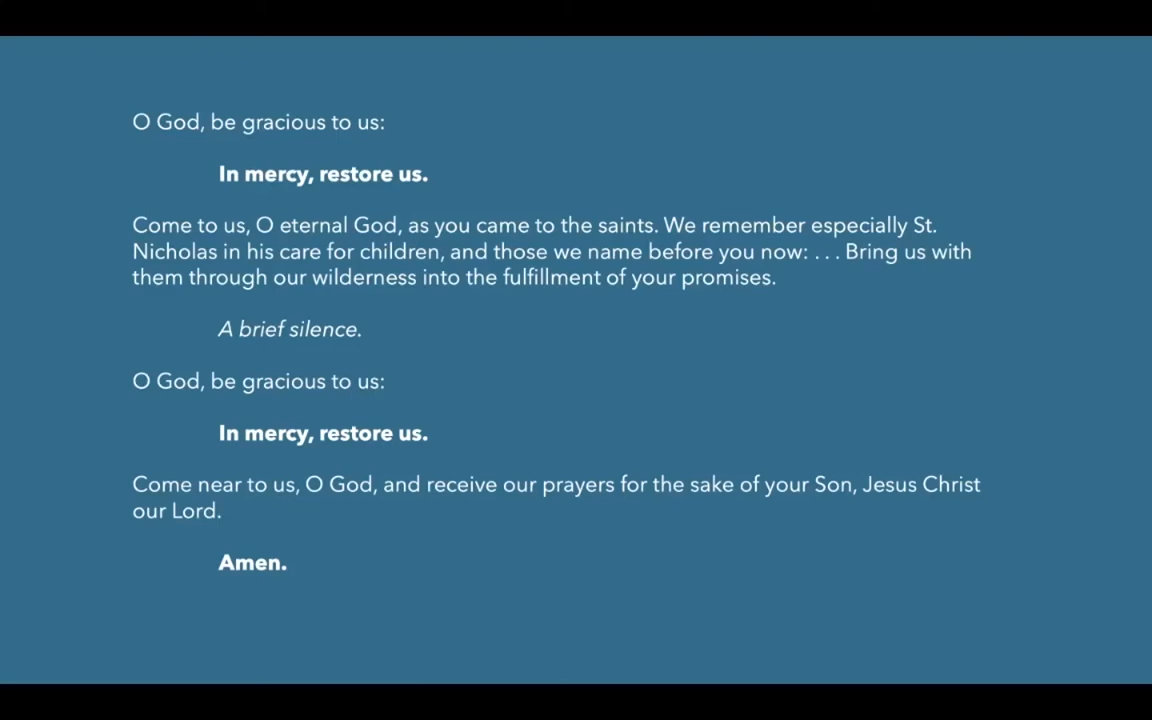 O God, be gracious to us:
In mercy, restore us.
Come to us, O eternal God, as you came to the saints. We remember especially St.
Nicholas in his care for children, and those we name before you now: . . . Bring us with
them through our wilderness into the fulfillment of your promises.
A brief silence.
O God, be gracious to us:
In mercy, restore us.
Come near to us, O God, and receive our prayers for the sake of your Son, Jesus Christ
our Lord.
Amen.